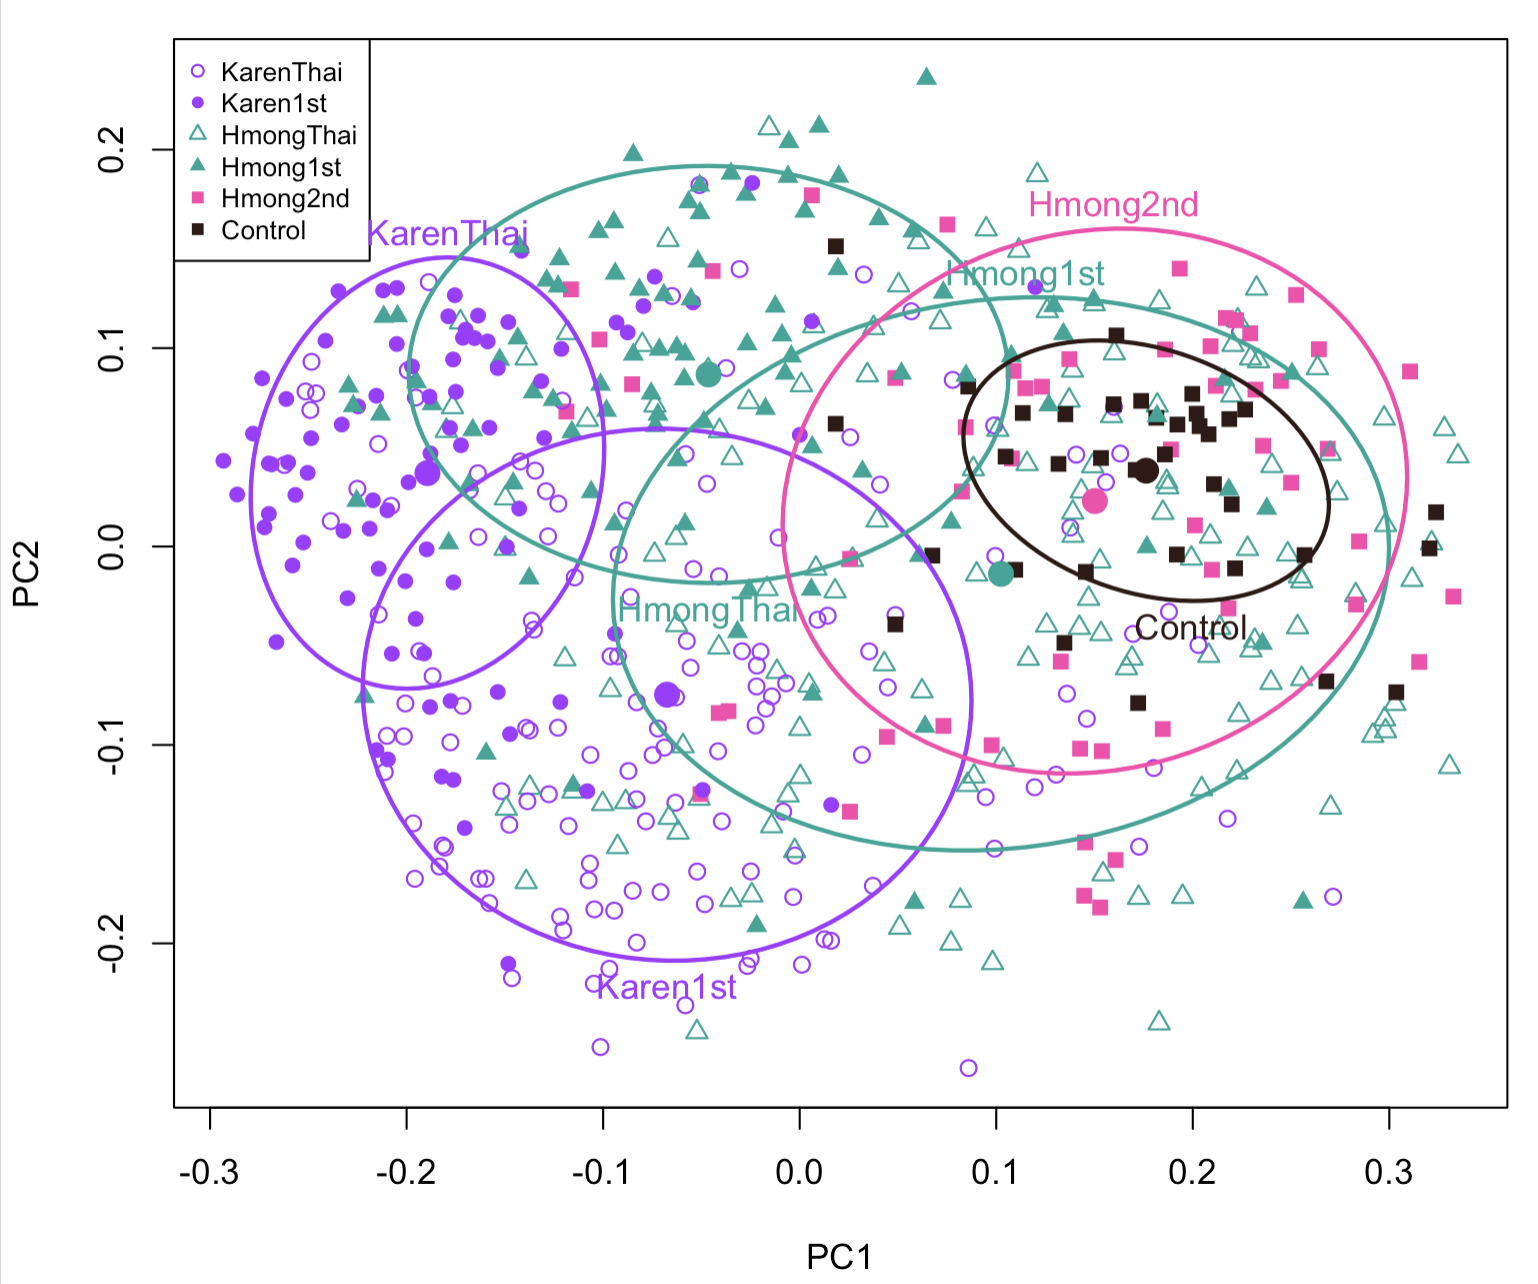 KarenThai
Karen1st
HmongThai
Hmong1st
Hmong2nd
Control
KarenThai
Hmong2nd
Hmong1st
HmongThai
Control
Karen1st
0.2
0.1
0.0
-0.1
-0.2
PC2
-0.3 -0.2 -0.1 0.0 0.1 0.2 0.3
PC1